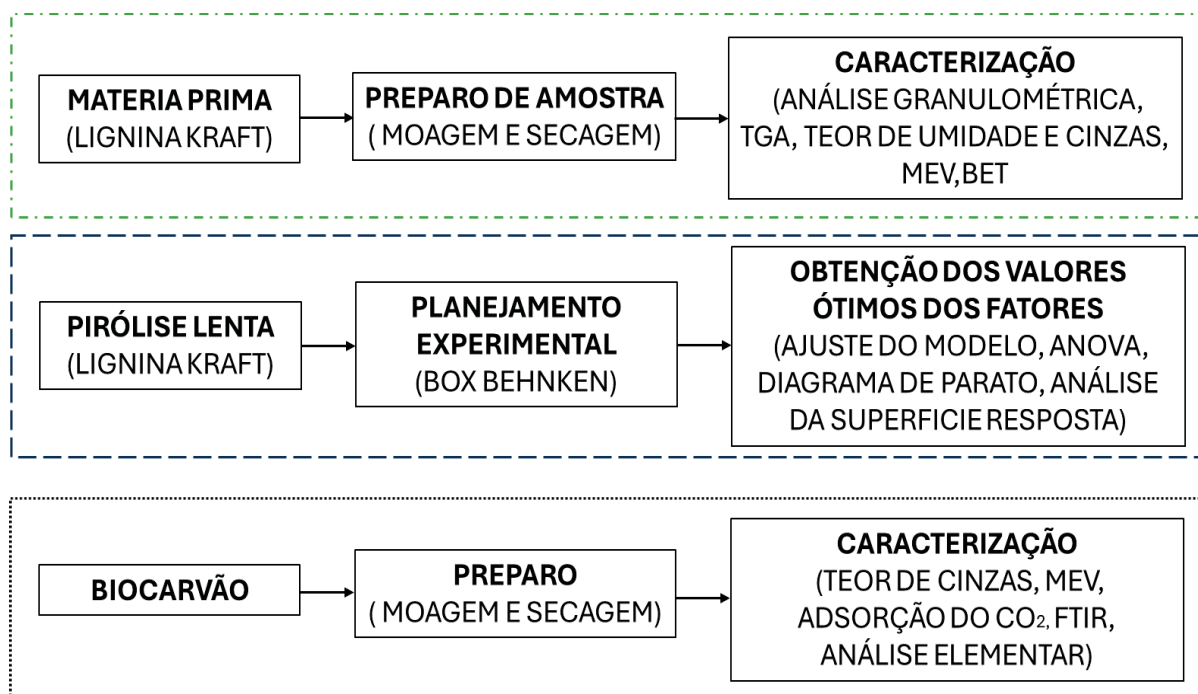 MATERIA PRIMA
(LIGNINA KRAFT)
PREPARO DE AMOSTRA
( MOAGEM E SECAGEM)
CARACTERIZAÇÃO
(ANÁLISE GRANULOMÉTRICA,
TGA, TEOR DE UMIDADE E CINZAS,
MEV,BET
PIRÓLISE LENTA
(LIGNINA KRAFT)
PLANEJAMENTO
EXPERIMENTAL
(BOX BEHNKEN)
OBTENÇÃO DOS VALORES
ÓTIMOS DOS FATORES
(AJUSTE DO MODELO, ANOVA,
DIAGRAMA DE PARATO, ANÁLISE
DA SUPERFICIE RESPOSTA)
BIOCARVÃO
PREPARO
( MOAGEM E SECAGEM)
CARACTERIZAÇÃO
(TEOR DE CINZAS, MEV,
ADSORÇÃO DO CO₂, FTIR,
ANÁLISE ELEMENTAR)